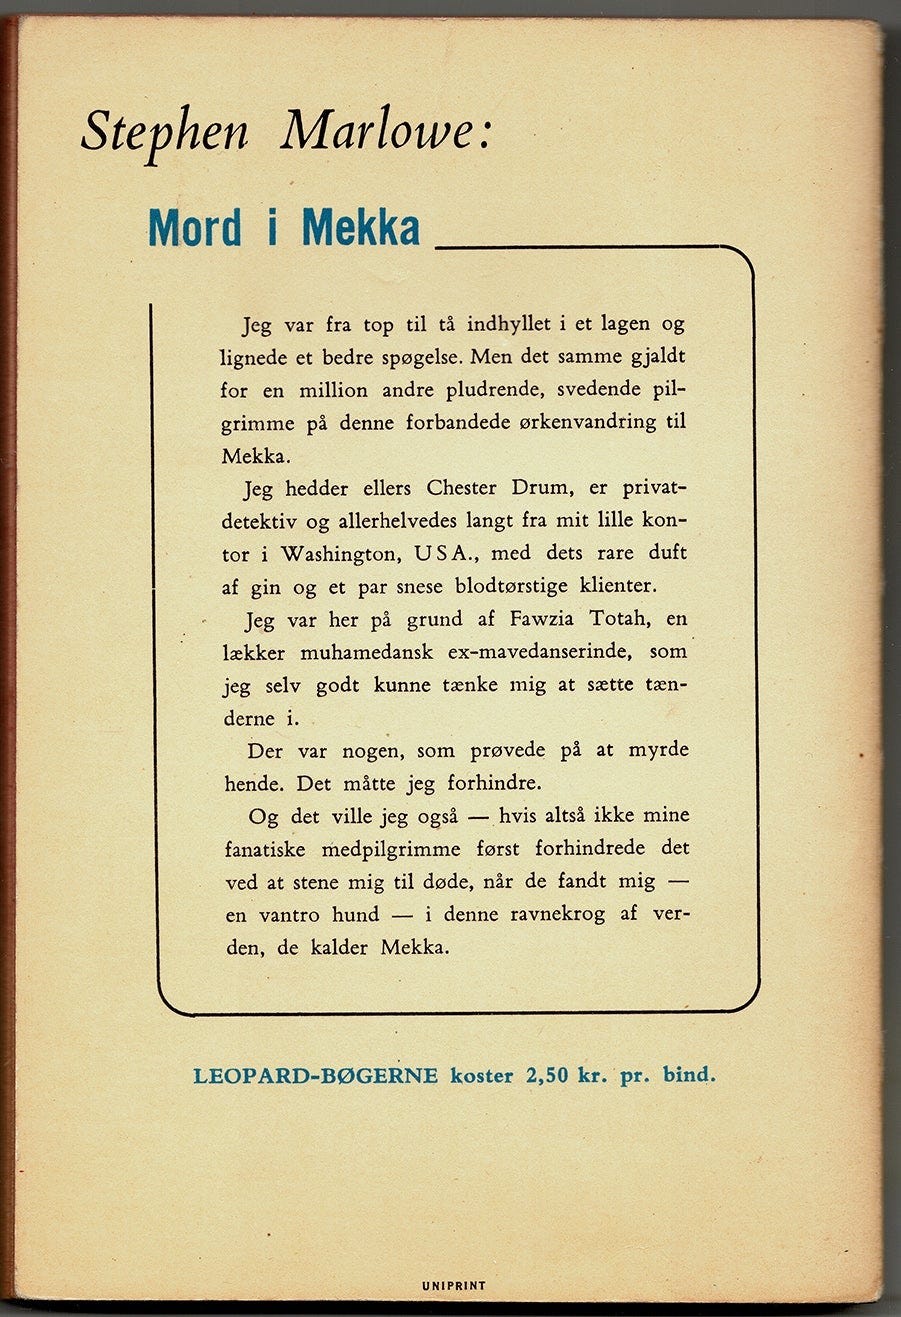 Stephen Marlowe:
Mord i Mekka
Jeg var fra top til tå indhyllet i et lagen og
lignede et bedre spøgelse. Men det samme gjaldt
for en million andre pludrende, svedende pil-
grimme på denne forbandede ørkenvandring til
Mekka.
Jeg hedder ellers Chester Drum, er privat-
detektiv og allerhelvedes langt fra mit lille kon-
tor i Washington, USA., med dets rare duft
af gin og et par snese blodtørstige klienter.
Jeg var her på grund af Fawzia Totah, en
lækker muhamedansk ex-mavedanserinde, som
jeg selv godt kunne tænke mig at sætte tæn-
derne i.
Der var nogen, som prøvede på at myrde
hende. Det måtte jeg forhindre.
Og det ville jeg også — hvis altså ikke mine
fanatiske medpilgrimme først forhindrede det
ved at stene mig til døde, når de fandt mig —
en vantro hund — i denne ravnekrog af ver-
den, de kalder Mekka.
LEOPARD-BØGERNE koster 2,50 kr. pr. bind.
UNIPRINT